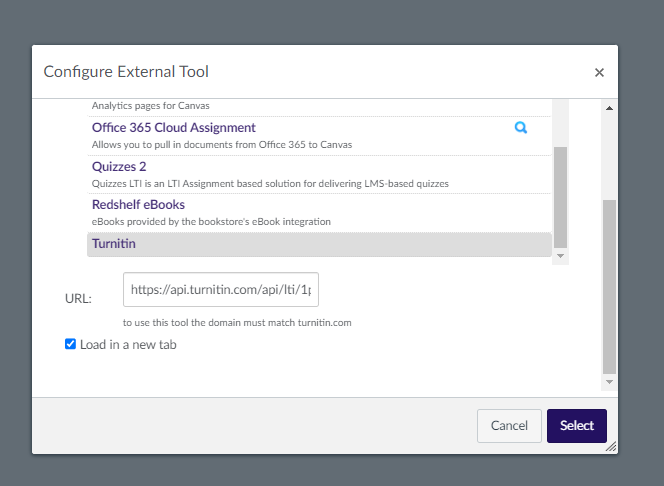 Configure External Tool
×
Analytics pages for Canvas
Office 365 Cloud Assignment
Allows you to pull in documents from Office 365 to Canvas
Quizzes 2
Quizzes LTI is an LTI Assignment based solution for delivering LMS-based quizzes
Redshelf eBooks
eBooks provided by the bookstore's eBook integration
Turnitin
URL: https://api.turnitin.com/api/lti/1p
to use this tool the domain must match turnitin.com
Load in a new tab
Cancel Select